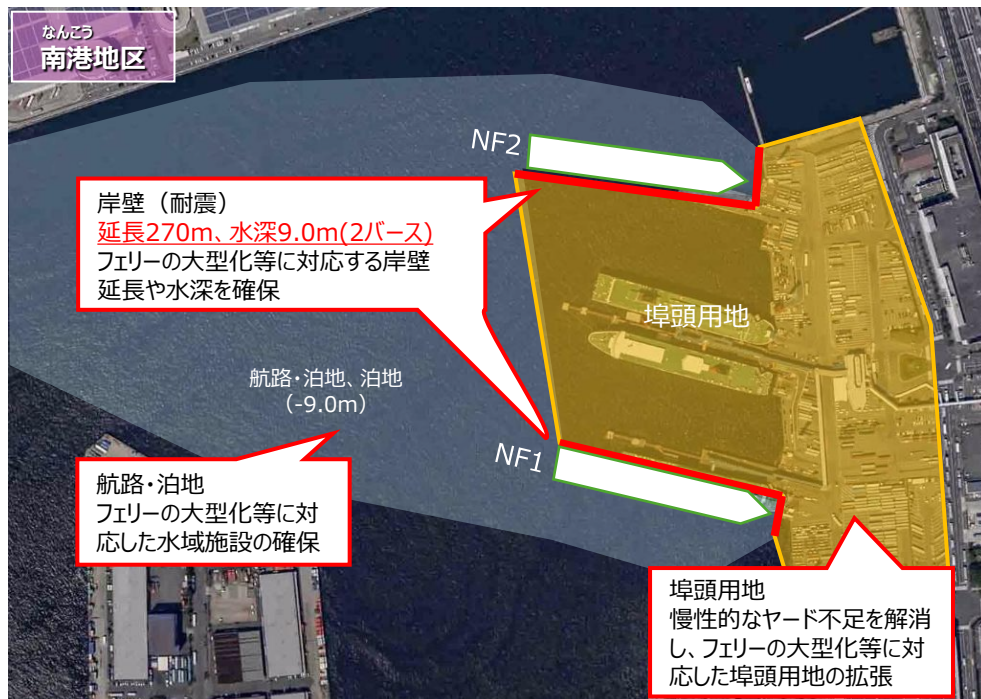 なんこう
南港地区
NF2
岸壁（耐震）
延長270m、水深9.0m(2バース)
フェリーの大型化等に対応する岸壁
延長や水深を確保
埠頭用地
航路・泊地、泊地
（-9.0m）
NF1
航路・泊地
フェリーの大型化等に対
応した水域施設の確保
埠頭用地
慢性的なヤード不足を解消
し、フェリーの大型化等に対
応した埠頭用地の拡張